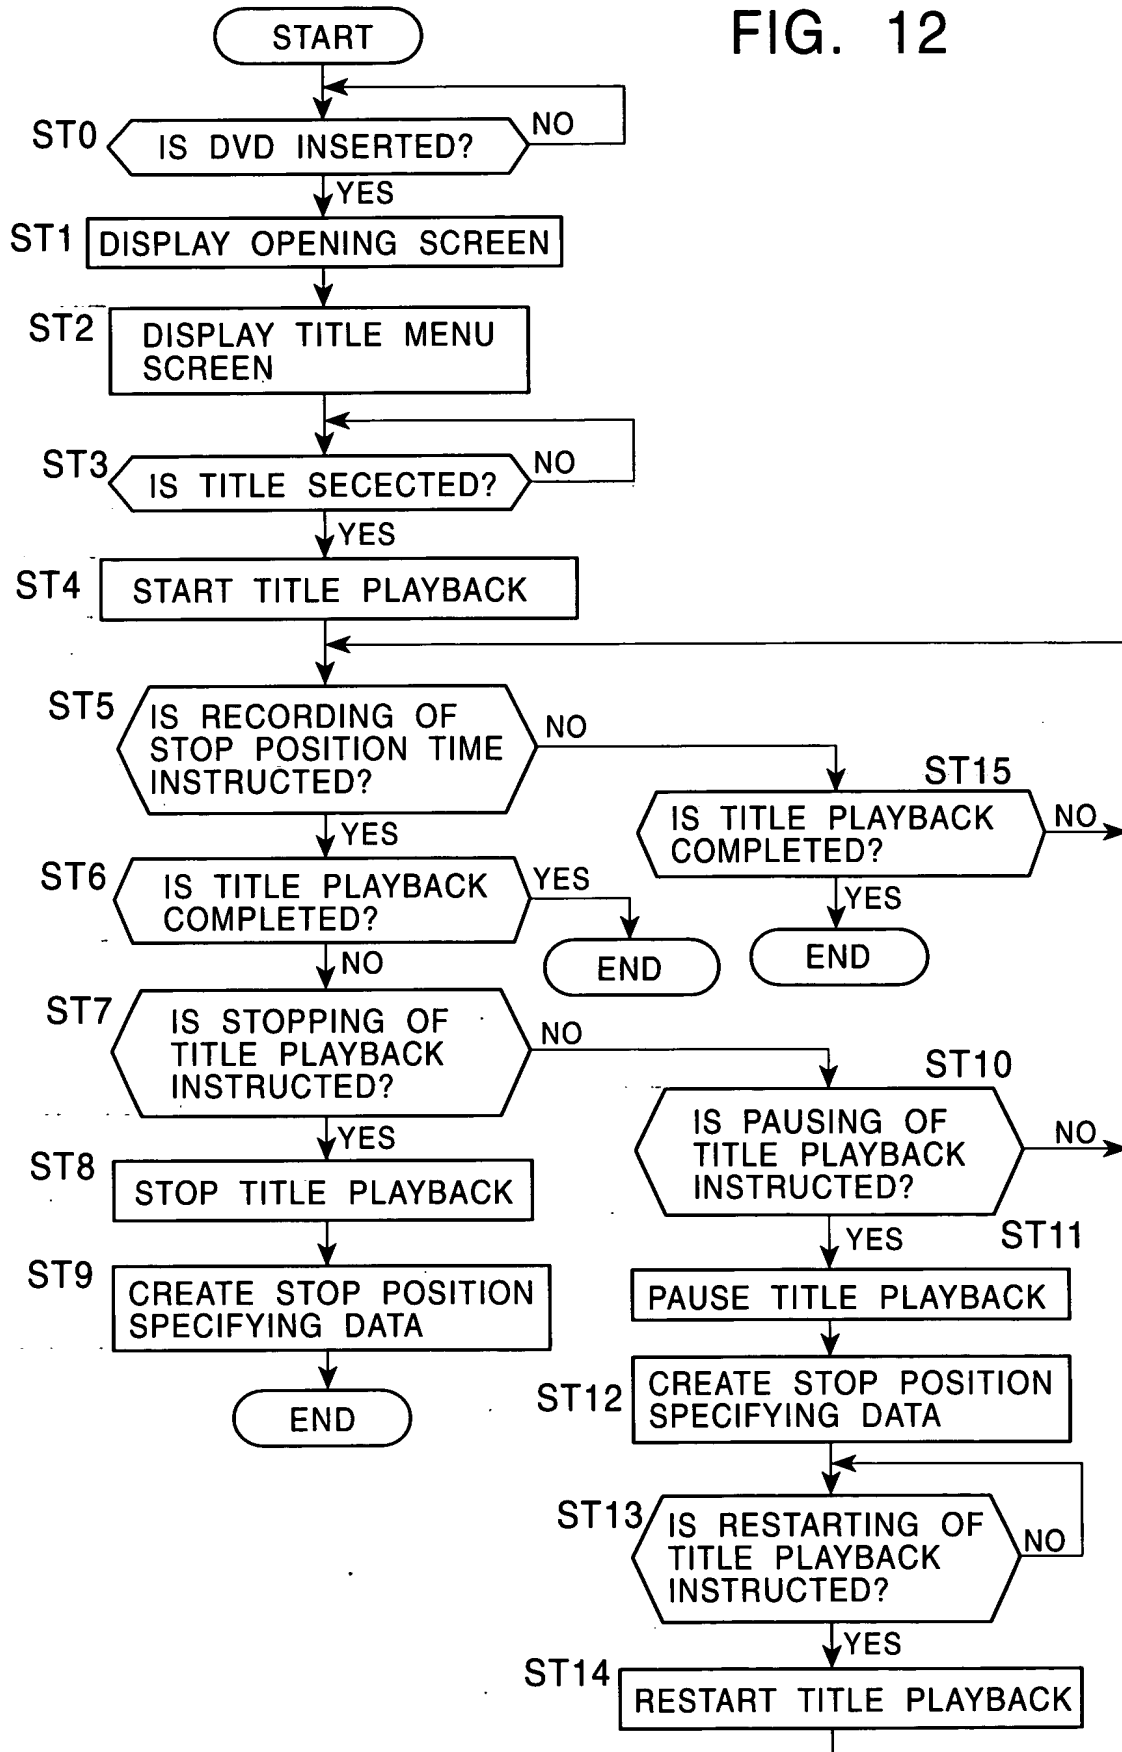 FIG. 12
START
ST0
IS DVD INSERTED?
NO
YES
ST1
DISPLAY OPENING SCREEN
ST2
DISPLAY TITLE MENU
SCREEN
ST3
IS TITLE SECECTED?
NO
YES
ST4
START TITLE PLAYBACK
ST5
IS RECORDING OF
STOP POSITION TIME
INSTRUCTED?
NO
YES
ST15
IS TITLE PLAYBACK
COMPLETED?
NO
YES
END
ST6
IS TITLE PLAYBACK
COMPLETED?
YES
END
NO
ST7
IS STOPPING OF
TITLE PLAYBACK
INSTRUCTED?
NO
YES
ST8
STOP TITLE PLAYBACK
ST9
CREATE STOP POSITION
SPECIFYING DATA
END
ST10
IS PAUSING OF
TITLE PLAYBACK
INSTRUCTED?
NO
YES
ST11
PAUSE TITLE PLAYBACK
ST12
CREATE STOP POSITION
SPECIFYING DATA
ST13
IS RESTARTING OF
TITLE PLAYBACK
INSTRUCTED?
NO
YES
ST14
RESTART TITLE PLAYBACK